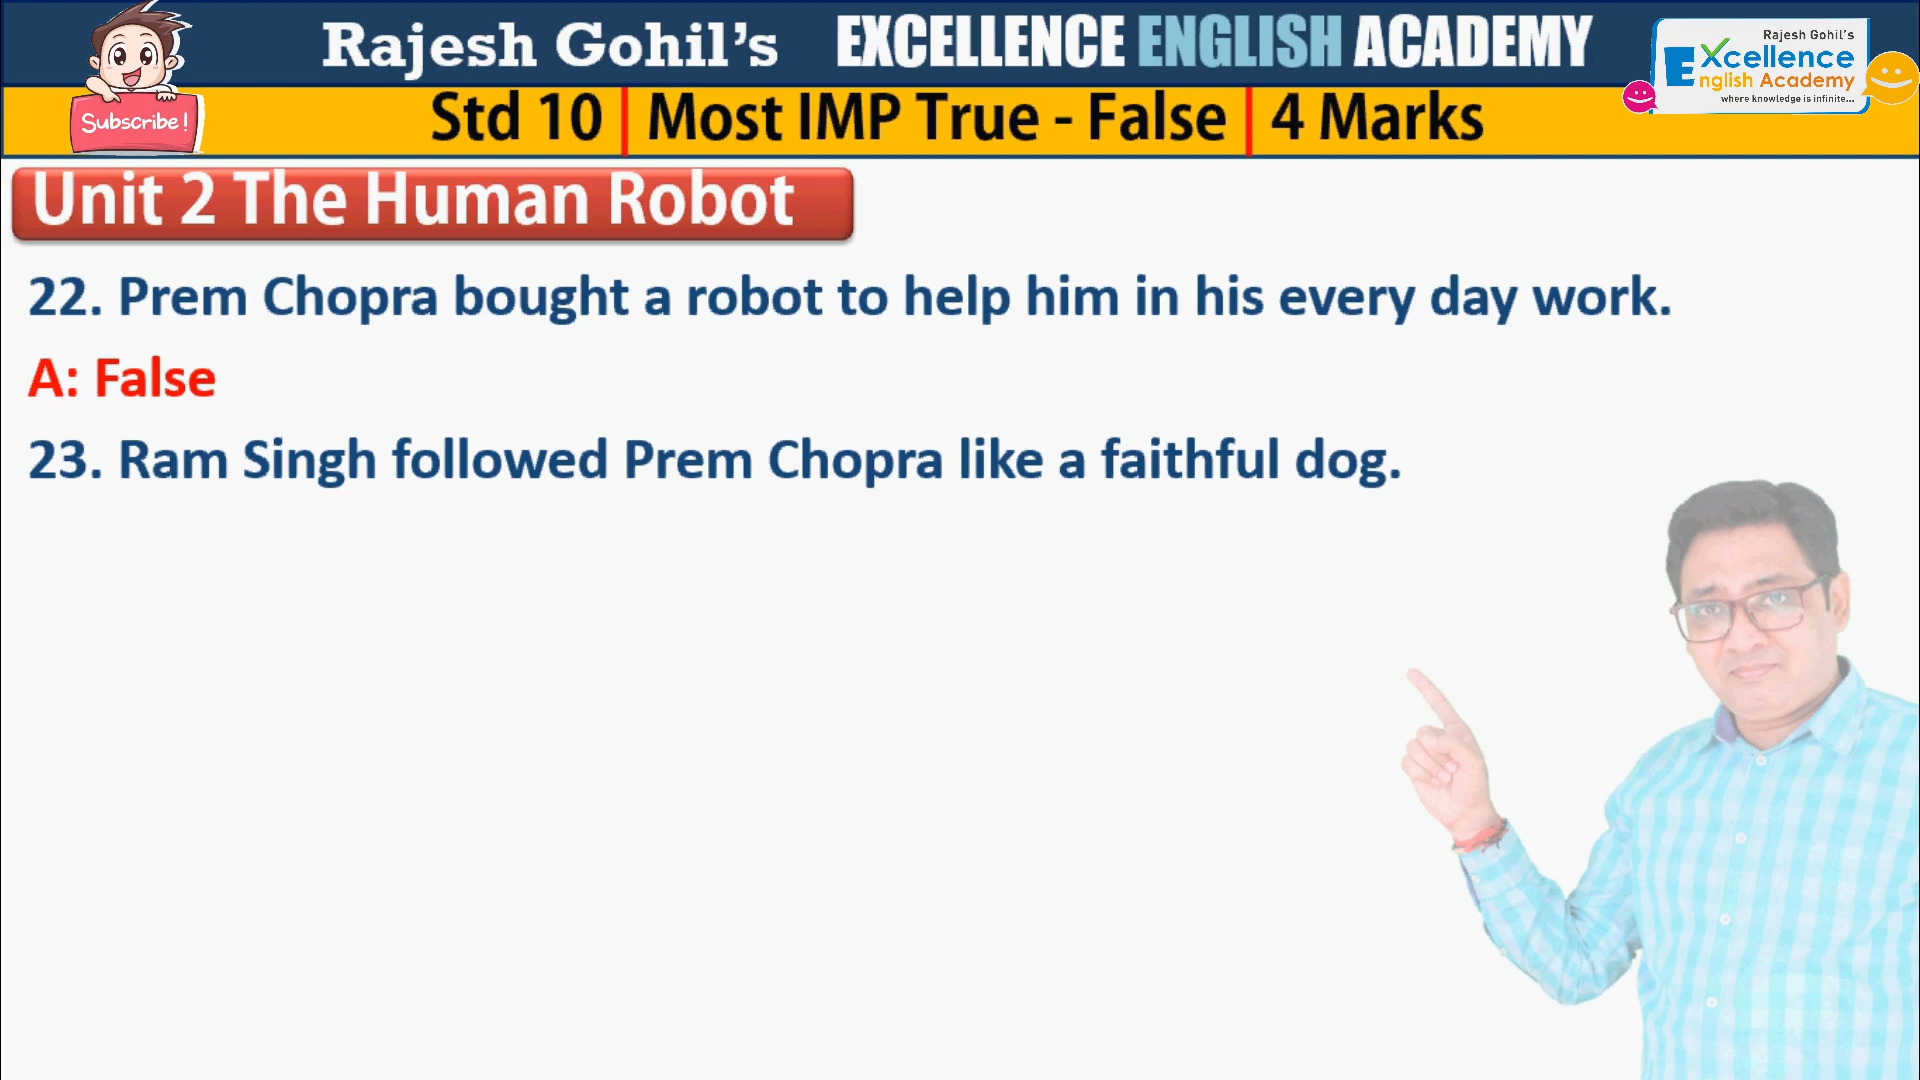 Rajesh Gohil’s EXCELLENCE ENGLISH ACADEMY
Rajesh Gohil's
Excellence
English Academy
where knowledge is infinite...
Subscribe!
Std 10 | Most IMP True - False | 4 Marks
Unit 2 The Human Robot
22. Prem Chopra bought a robot to help him in his every day work.
A: False
23. Ram Singh followed Prem Chopra like a faithful dog.